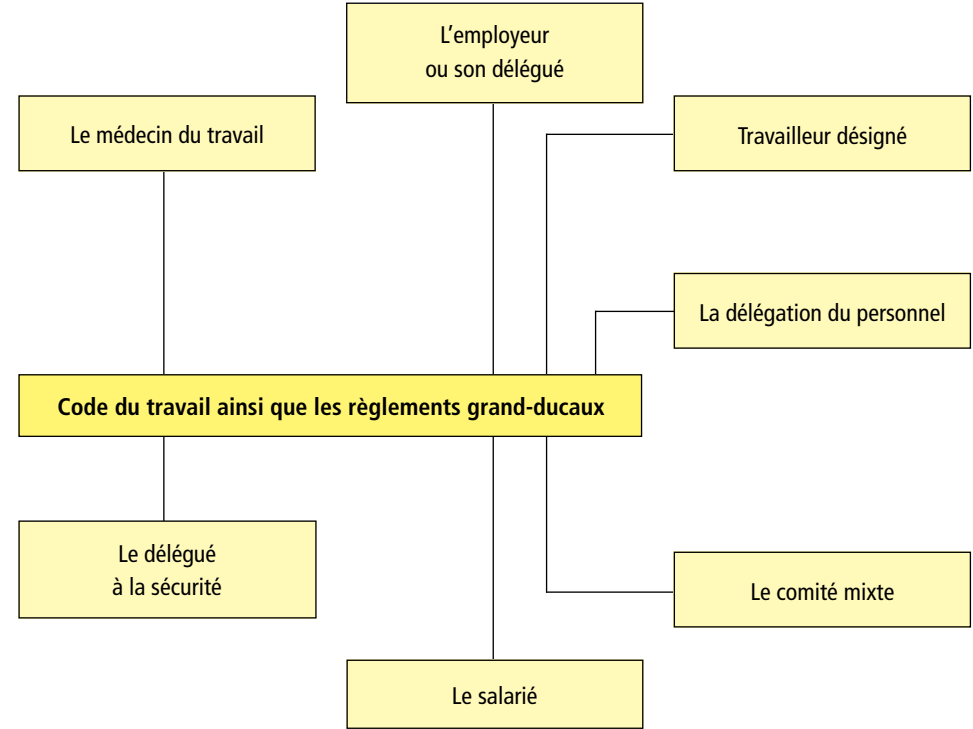 L'employeur
ou son délégué
Le médecin du travail
Travailleur désigné
La délégation du personnel
Code du travail ainsi que les règlements grand-ducaux
Le délégué
à la sécurité
Le comité mixte
Le salarié